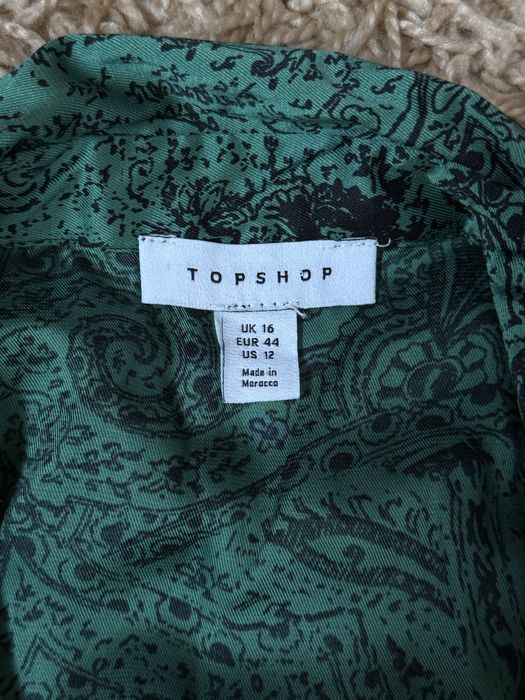 TOPSHOP
UK 16
EUR 44
US 12
Made in
Morocco